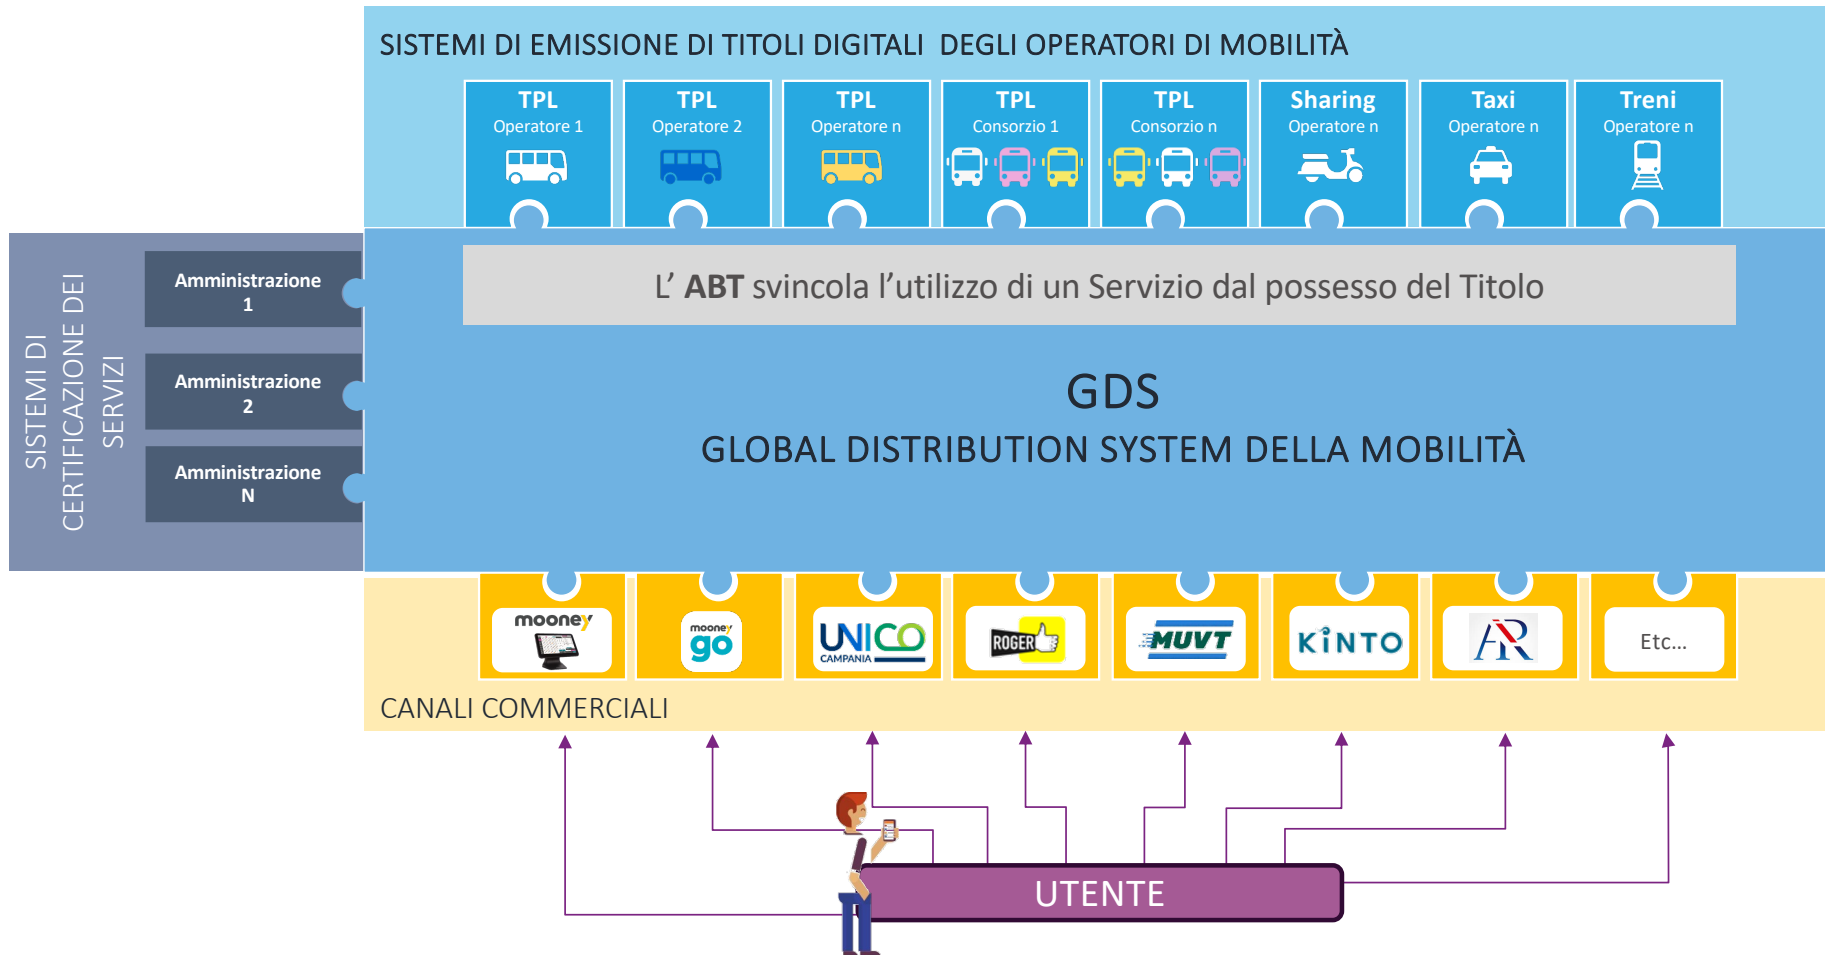 SISTEMI DI EMISSIONE DI TITOLI DIGITALI DEGLI OPERATORI DI MOBILITÀ
TPL
Operatore 1
TPL
Operatore 2
TPL
Operatore n
TPL
Consorzio 1
TPL
Consorzio n
Sharing
Operatore n
Taxi
Operatore n
Treni
Operatore n
SISTEMI DI
CERTIFICAZIONE DEI
SERVIZI
Amministrazione
1
Amministrazione
2
Amministrazione
N
L' ABT svincola l'utilizzo di un Servizio dal possesso del Titolo
GDS
GLOBAL DISTRIBUTION SYSTEM DELLA MOBILITÀ
mooney
mooney
go
UNICO
CAMPANIA
ROGER
MUVT
KINTO
AIR
Etc...
CANALI COMMERCIALI
UTENTE